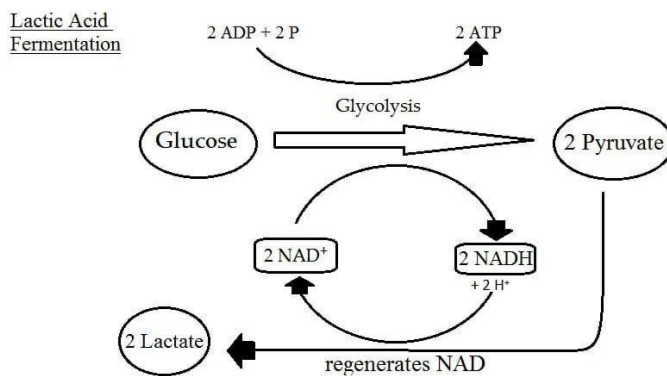 Lactic Acid
Fermentation
2 ADP + 2 P
2 ATP
Glycolysis
Glucose
2 Pyruvate
2 NAD⁺
2 NADH
+ 2 H⁺
2 Lactate
regenerates NAD